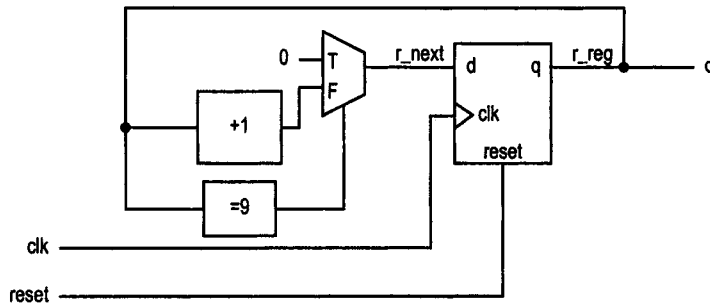 0
T
F
r_next
d
q
r_reg
+1
clk
reset
=9
clk
reset